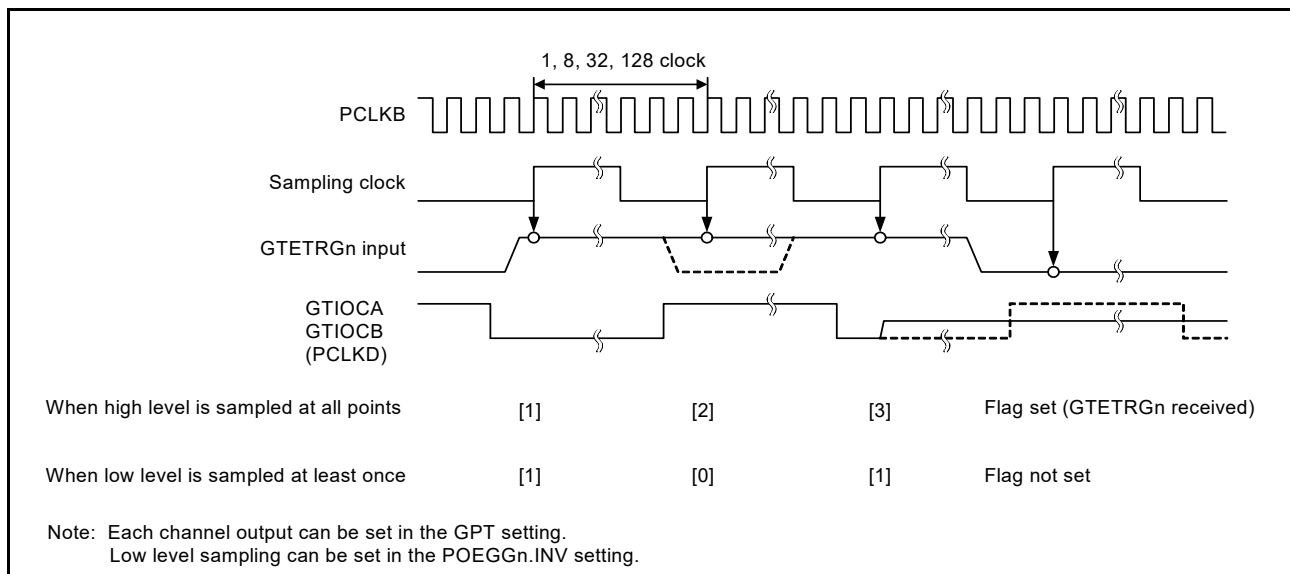 1, 8, 32, 128 clock
PCLKB
Sampling clock
GTETRGn input
GTIOCA
GTIOCB
(PCLKD)
When high level is sampled at all points [1] [2] [3] Flag set (GTETRGn received)
When low level is sampled at least once [1] [0] [1] Flag not set
Note: Each channel output can be set in the GPT setting.
Low level sampling can be set in the POEGGn.INV setting.